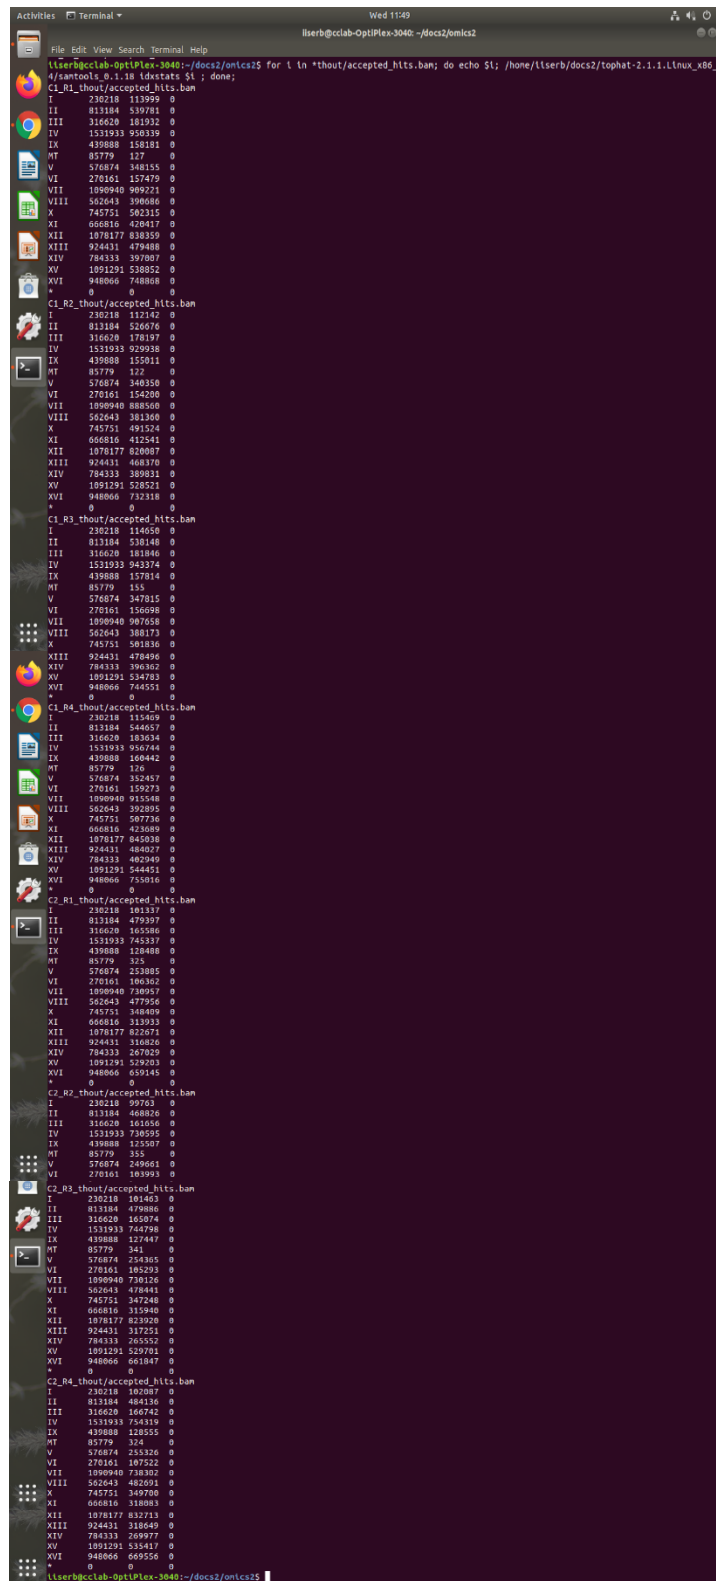 Activities Terminal Wed 11:49
iiserb@cclab-OptiPlex-3040: ~/docs2/omics2
File Edit View Search Terminal Help
iiserb@cclab-OptiPlex-3040:~/docs2/omics2$ for i in *thout/accepted_hits.bam; do echo $i; /home/iiserb/docs2/tophat-2.1.1.Linux_x86_
4/samtools_0.1.18 idxstats $i ; done;
C1_R1_thout/accepted_hits.bam
I 230218 113999 0
II 813184 539781 0
III 316620 181932 0
IV 1531933 950339 0
IX 439888 158181 0
MT 85779 127 0
V 576874 348155 0
VI 270161 157479 0
VII 1090940 909221 0
VIII 562643 390686 0
X 745751 502315 0
XI 666816 420417 0
XII 1078177 838359 0
XIII 924431 479488 0
XIV 784333 397007 0
XV 1091291 538852 0
XVI 948066 748868 0
* 0 0 0
C1_R2_thout/accepted_hits.bam
I 230218 112142 0
II 813184 526676 0
III 316620 178197 0
IV 1531933 929938 0
IX 439888 155011 0
MT 85779 122 0
V 576874 340350 0
VI 270161 154200 0
VII 1090940 888560 0
VIII 562643 381360 0
X 745751 491524 0
XI 666816 412541 0
XII 1078177 820087 0
XIII 924431 468370 0
XIV 784333 389831 0
XV 1091291 528521 0
XVI 948066 732318 0
* 0 0 0
C1_R3_thout/accepted_hits.bam
I 230218 114650 0
II 813184 538148 0
III 316620 181846 0
IV 1531933 943374 0
IX 439888 157814 0
MT 85779 155 0
V 576874 347815 0
VI 270161 156698 0
VII 1090940 907658 0
VIII 562643 388173 0
X 745751 501836 0
XIII 924431 478496 0
XIV 784333 396362 0
XV 1091291 534783 0
XVI 948066 744551 0
* 0 0 0
C1_R4_thout/accepted_hits.bam
I 230218 115469 0
II 813184 544657 0
III 316620 183634 0
IV 1531933 956744 0
IX 439888 160442 0
MT 85779 126 0
V 576874 352457 0
VI 270161 159273 0
VII 1090940 915548 0
VIII 562643 392895 0
X 745751 507736 0
XI 666816 423689 0
XII 1078177 845038 0
XIII 924431 484027 0
XIV 784333 402949 0
XV 1091291 544451 0
XVI 948066 755016 0
* 0 0 0
C2_R1_thout/accepted_hits.bam
I 230218 101337 0
II 813184 479397 0
III 316620 165586 0
IV 1531933 745337 0
IX 439888 128488 0
MT 85779 325 0
V 576874 253885 0
VI 270161 106362 0
VII 1090940 730957 0
VIII 562643 477956 0
X 745751 348409 0
XI 666816 313933 0
XII 1078177 822671 0
XIII 924431 316826 0
XIV 784333 267029 0
XV 1091291 529203 0
XVI 948066 659145 0
* 0 0 0
C2_R2_thout/accepted_hits.bam
I 230218 99763 0
II 813184 468826 0
III 316620 161656 0
IV 1531933 730595 0
IX 439888 125507 0
MT 85779 355 0
V 576874 249661 0
VI 270161 103993 0
C2_R3_thout/accepted_hits.bam
I 230218 101463 0
II 813184 479886 0
III 316620 165074 0
IV 1531933 744798 0
IX 439888 127447 0
MT 85779 341 0
V 576874 254365 0
VI 270161 105293 0
VII 1090940 730126 0
VIII 562643 478441 0
X 745751 347248 0
XI 666816 315940 0
XII 1078177 823920 0
XIII 924431 317251 0
XIV 784333 265552 0
XV 1091291 529701 0
XVI 948066 661847 0
* 0 0 0
C2_R4_thout/accepted_hits.bam
I 230218 102087 0
II 813184 484136 0
III 316620 166742 0
IV 1531933 754319 0
IX 439888 128555 0
MT 85779 324 0
V 576874 255326 0
VI 270161 107522 0
VII 1090940 738302 0
VIII 562643 482691 0
X 745751 349700 0
XI 666816 318083 0
XII 1078177 832713 0
XIII 924431 318649 0
XIV 784333 269977 0
XV 1091291 535417 0
XVI 948066 669556 0
* 0 0 0
iiserb@cclab-OptiPlex-3040:~/docs2/omics2$